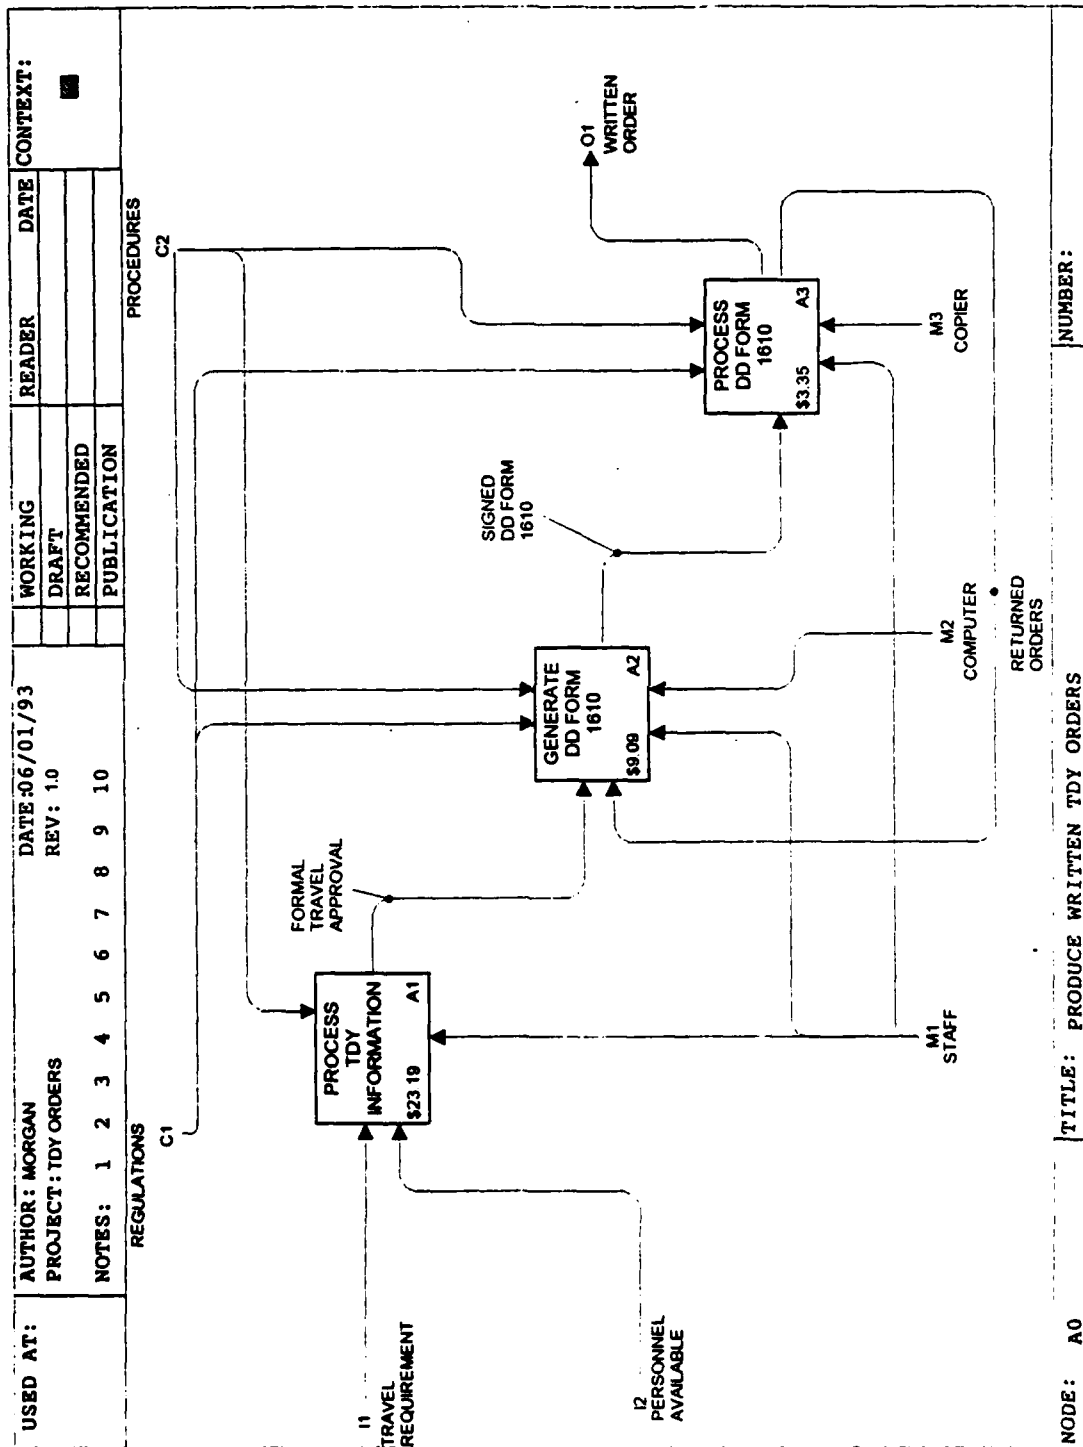 USED AT:
AUTHOR: MORGAN
PROJECT: TDY ORDERS
NOTES: 1 2 3 4 5 6 7 8 9 10
DATE:06/01/93
REV: 1.0
WORKING
DRAFT
RECOMMENDED
PUBLICATION
READER
DATE
CONTEXT:
REGULATIONS
C1
PROCEDURES
C2
I1
TRAVEL
REQUIREMENT
I2
PERSONNEL
AVAILABLE
PROCESS
TDY
INFORMATION
$23 19
A1
FORMAL
TRAVEL
APPROVAL
GENERATE
DD FORM
1610
$9.09
A2
SIGNED
DD FORM
1610
PROCESS
DD FORM
1610
$3.35
A3
O1
WRITTEN
ORDER
M1
STAFF
M2
COMPUTER
M3
COPIER
RETURNED
ORDERS
NODE: A0
TITLE: PRODUCE WRITTEN TDY ORDERS
NUMBER: